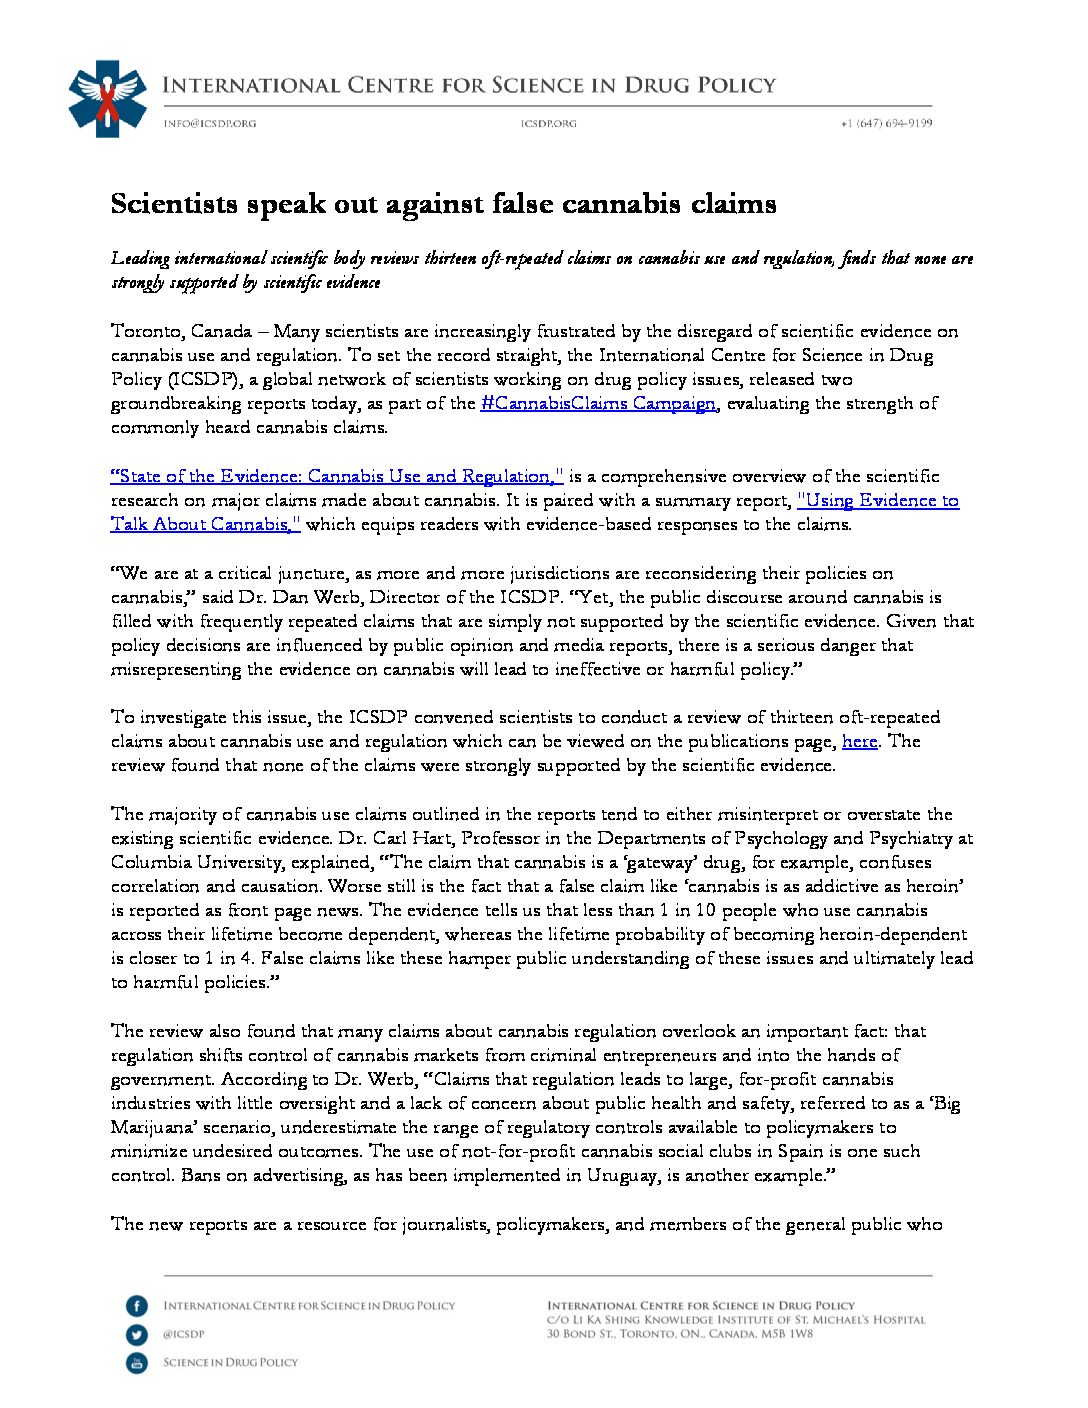 INTERNATIONAL CENTRE FOR SCIENCE IN DRUG POLICY
INFO@ICSDP.ORG ICSDP.ORG +1 (647) 694-9199
Scientists speak out against false cannabis claims
Leading international scientific body reviews thirteen oft-repeated claims on cannabis use and regulation, finds that none are
strongly supported by scientific evidence
Toronto, Canada – Many scientists are increasingly frustrated by the disregard of scientific evidence on
cannabis use and regulation. To set the record straight, the International Centre for Science in Drug
Policy (ICSDP), a global network of scientists working on drug policy issues, released two
groundbreaking reports today, as part of the #CannabisClaims Campaign, evaluating the strength of
commonly heard cannabis claims.
“State of the Evidence: Cannabis Use and Regulation," is a comprehensive overview of the scientific
research on major claims made about cannabis. It is paired with a summary report, "Using Evidence to
Talk About Cannabis," which equips readers with evidence-based responses to the claims.
“We are at a critical juncture, as more and more jurisdictions are reconsidering their policies on
cannabis,” said Dr. Dan Werb, Director of the ICSDP. “Yet, the public discourse around cannabis is
filled with frequently repeated claims that are simply not supported by the scientific evidence. Given that
policy decisions are influenced by public opinion and media reports, there is a serious danger that
misrepresenting the evidence on cannabis will lead to ineffective or harmful policy.”
To investigate this issue, the ICSDP convened scientists to conduct a review of thirteen oft-repeated
claims about cannabis use and regulation which can be viewed on the publications page, here. The
review found that none of the claims were strongly supported by the scientific evidence.
The majority of cannabis use claims outlined in the reports tend to either misinterpret or overstate the
existing scientific evidence. Dr. Carl Hart, Professor in the Departments of Psychology and Psychiatry at
Columbia University, explained, “The claim that cannabis is a ‘gateway’ drug, for example, confuses
correlation and causation. Worse still is the fact that a false claim like ‘cannabis is as addictive as heroin’
is reported as front page news. The evidence tells us that less than 1 in 10 people who use cannabis
across their lifetime become dependent, whereas the lifetime probability of becoming heroin-dependent
is closer to 1 in 4. False claims like these hamper public understanding of these issues and ultimately lead
to harmful policies.”
The review also found that many claims about cannabis regulation overlook an important fact: that
regulation shifts control of cannabis markets from criminal entrepreneurs and into the hands of
government. According to Dr. Werb, “Claims that regulation leads to large, for-profit cannabis
industries with little oversight and a lack of concern about public health and safety, referred to as a ‘Big
Marijuana’ scenario, underestimate the range of regulatory controls available to policymakers to
minimize undesired outcomes. The use of not-for-profit cannabis social clubs in Spain is one such
control. Bans on advertising, as has been implemented in Uruguay, is another example.”
The new reports are a resource for journalists, policymakers, and members of the general public who
INTERNATIONAL CENTRE FOR SCIENCE IN DRUG POLICY
@ICSDP
SCIENCE IN DRUG POLICY
INTERNATIONAL CENTRE FOR SCIENCE IN DRUG POLICY
C/O LI KA SHING KNOWLEDGE INSTITUTE OF ST. MICHAEL'S HOSPITAL
30 BOND ST., TORONTO, ON., CANADA, M5B 1W8